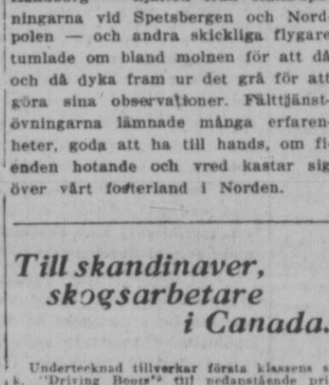 ningarna vid Spetsbergen och Nord
polen — och andra skickliga flygare
tumlade om bland molnen för att då
och då dyka fram ur det grå för att
göra sina observationer. Fälttjänst-
övningarna lämnade många erfaren
heter, goda att ha till hands, om fi
enden hotande och vred kastar sig
över vårt fosterland i Norden.
Till skandinaver,
skogsarbetare
i Canada.
Undertecknad tillverkar första klassens
k. "Driving Boots" till nedanstående